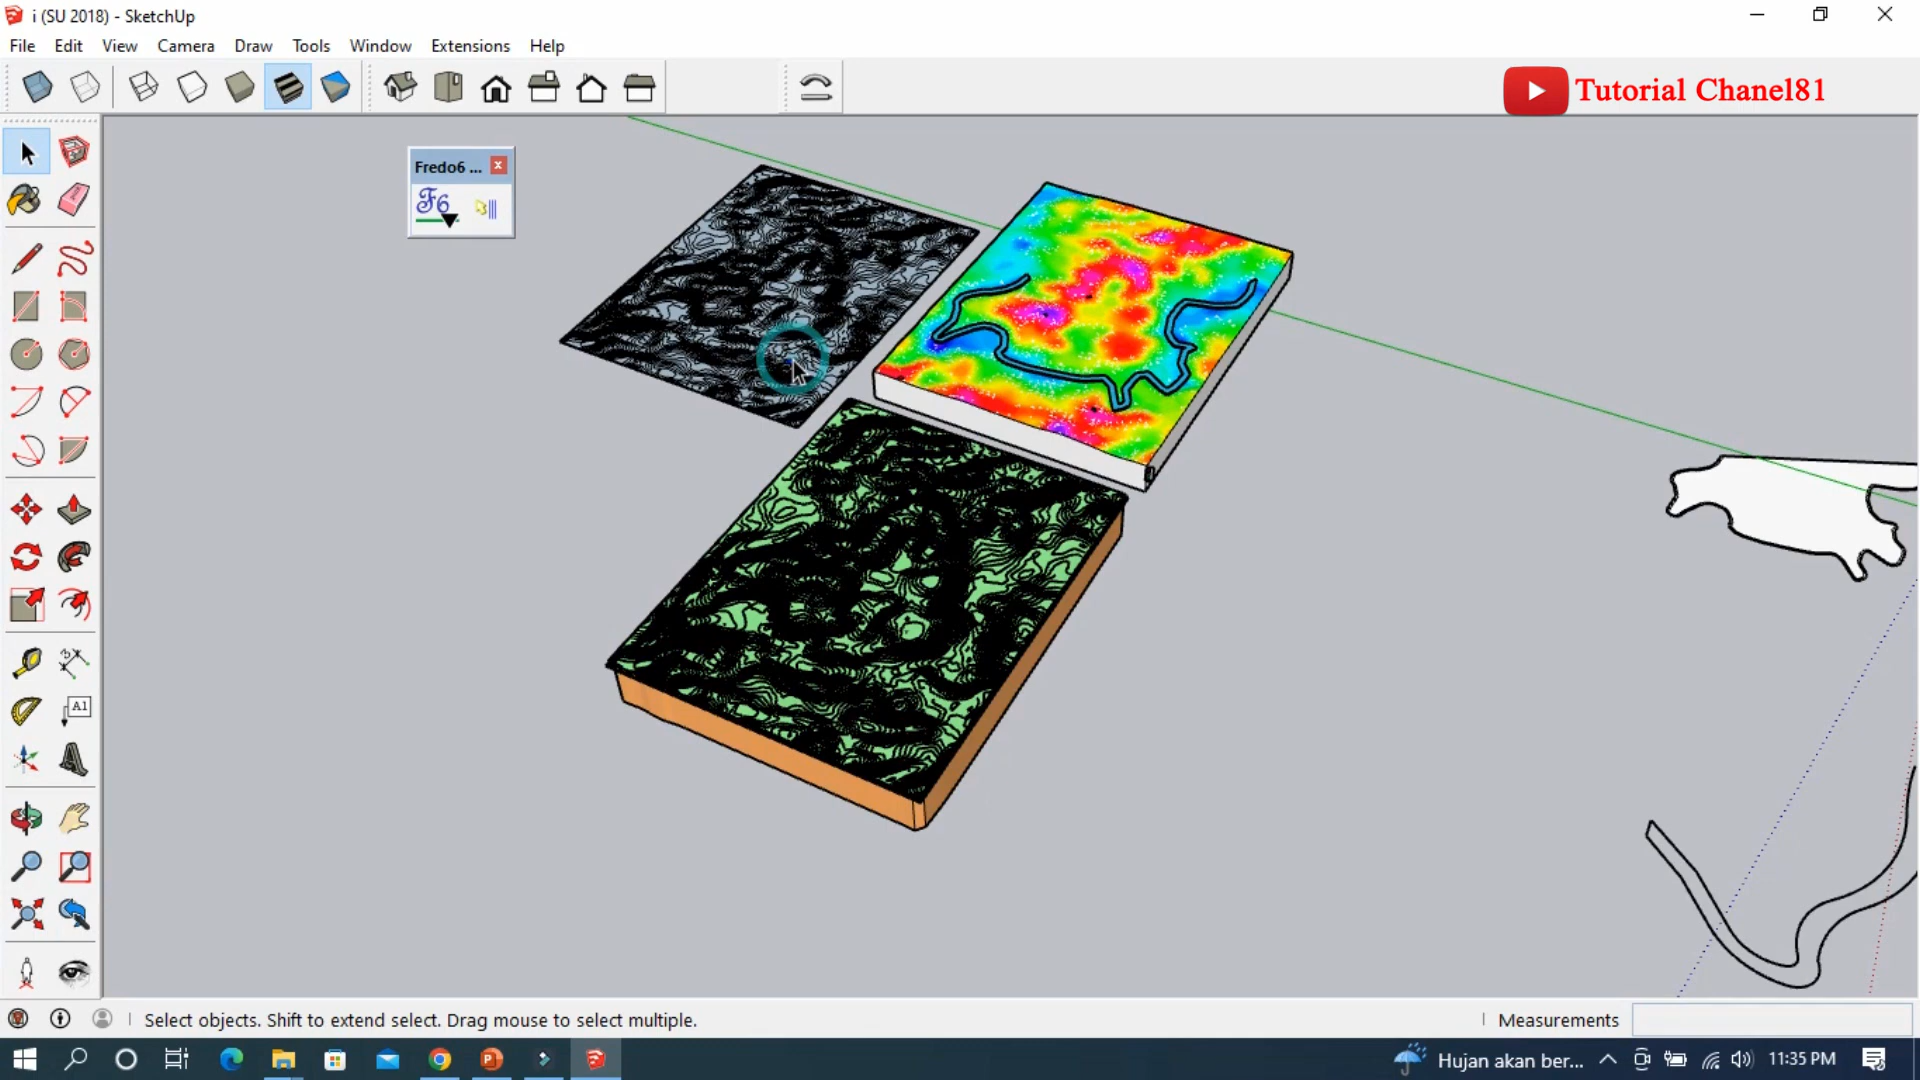 i (SU 2018) - SketchUp
File Edit View Camera Draw Tools Window Extensions Help
Tutorial Chanel81
Fredo6 ...
F6
A1
Select objects. Shift to extend select. Drag mouse to select multiple.
Measurements
Hujan akan ber...
11:35 PM